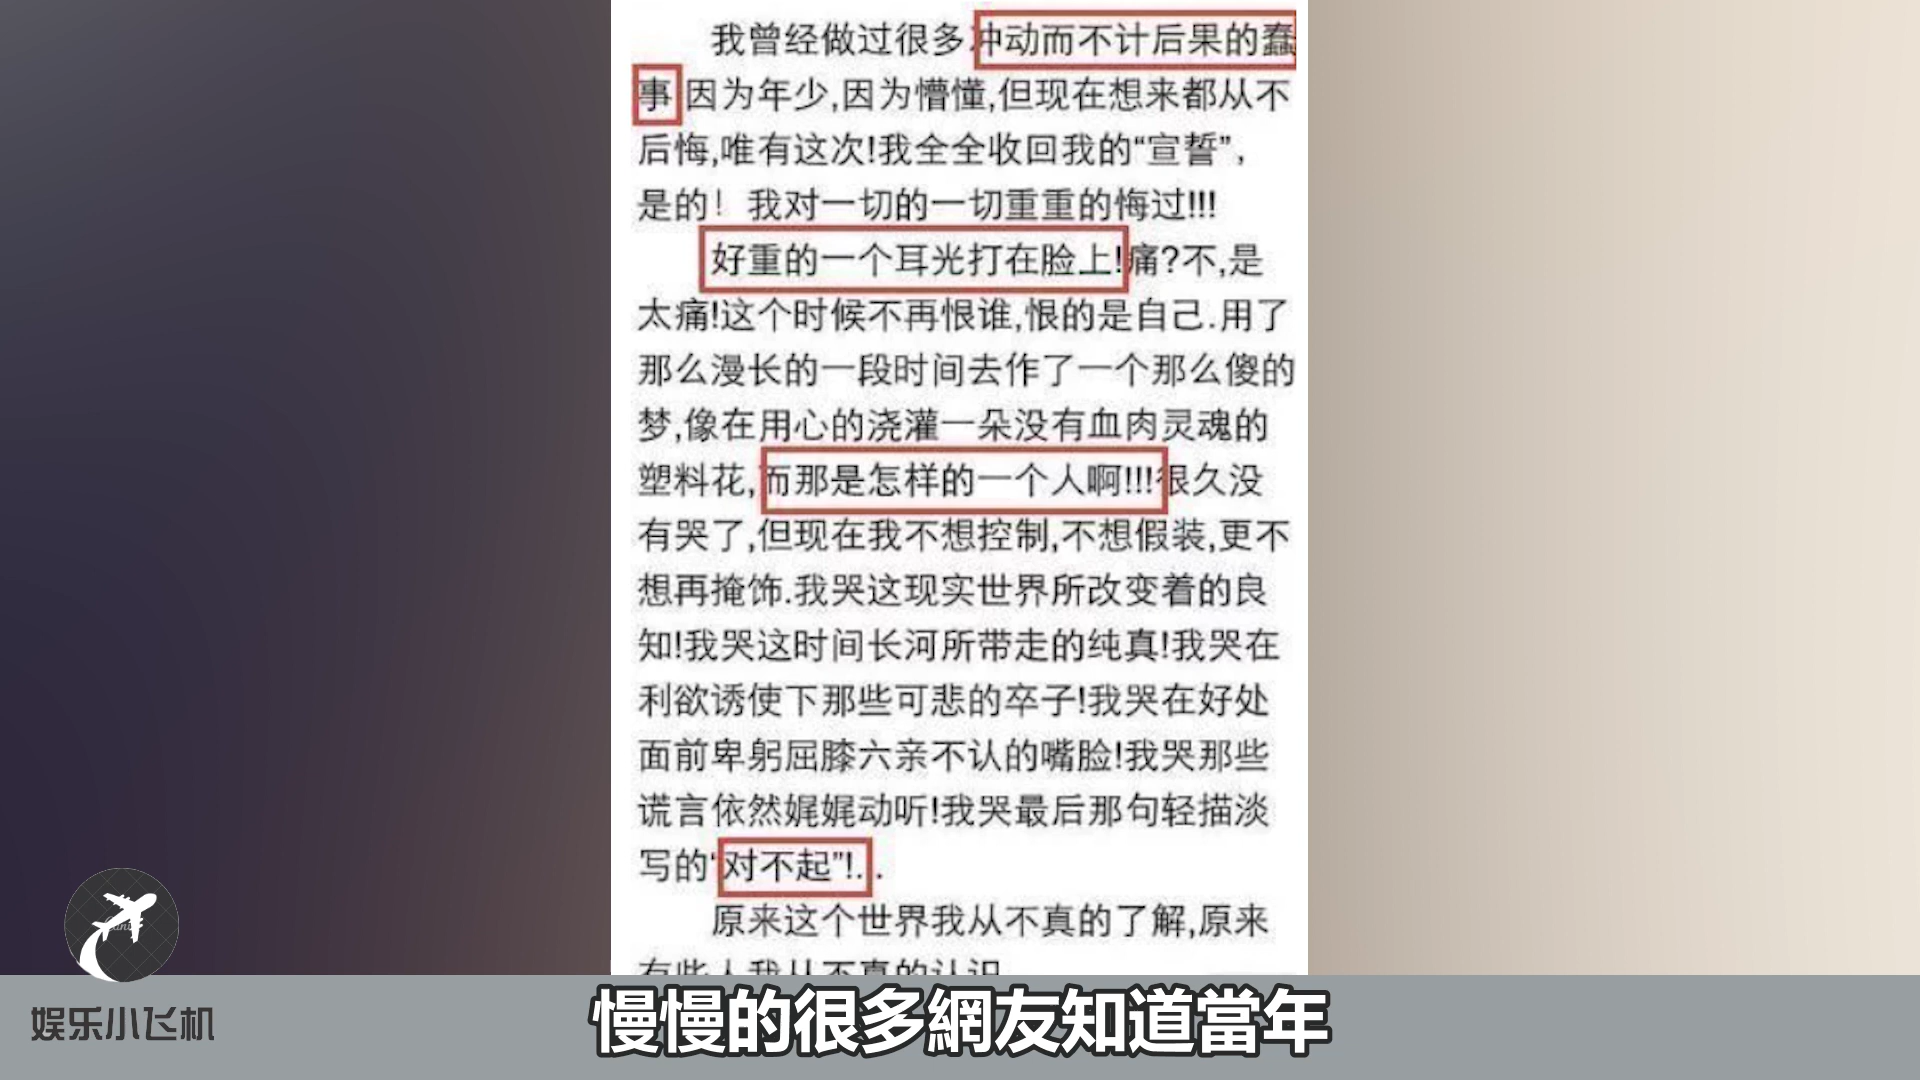 我曾经做过很多冲动而不计后果的蠢
事因为年少,因为懵懂,但现在想来都从不
后悔,唯有这次!我全全收回我的“宣誓”,
是的!我对一切的一切重重的悔过!!!
好重的一个耳光打在脸上!痛?不,是
太痛!这个时候不再恨谁,恨的是自己.用了
那么漫长的一段时间去作了一个那么傻的
梦,像在用心的浇灌一朵没有血肉灵魂的
塑料花,而那是怎样的一个人啊!!!很久没
有哭了,但现在我不想控制,不想假装,更不
想再掩饰.我哭这现实世界所改变着的良
知!我哭这时间长河所带走的纯真!我哭在
利欲诱使下那些可悲的卒子!我哭在好处
面前卑躬屈膝六亲不认的嘴脸!我哭那些
谎言依然娓娓动听!我哭最后那句轻描淡
写的“对不起”!..
原来这个世界我从不真的了解,原来
有些人我从不真的认识
娱乐小飞机
慢慢的很多網友知道當年